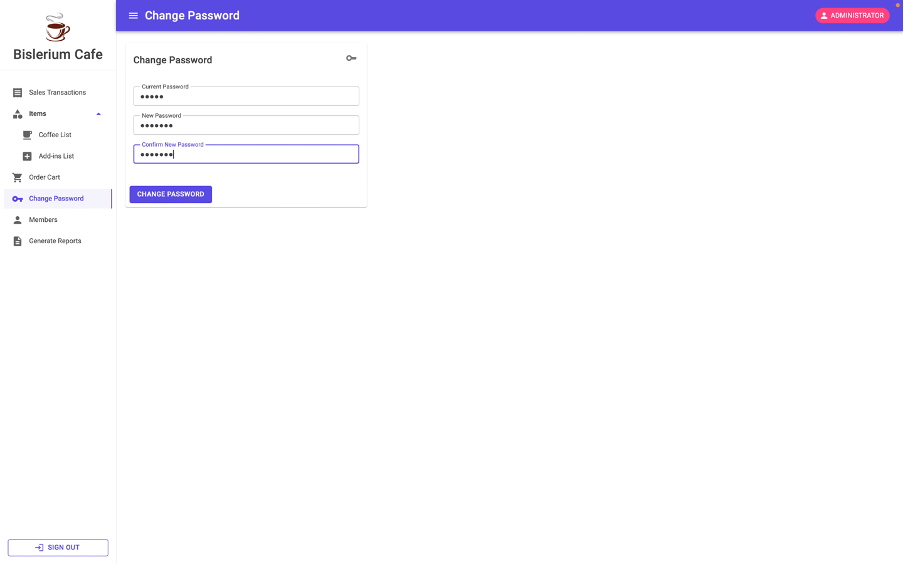 Bislerium Cafe
Sales Transactions
Items
Coffee List
Add-ins List
Order Cart
Change Password
Members
Generate Reports
SIGN OUT
Change Password
ADMINISTRATOR
Change Password
Current Password
•••••
New Password
•••••••
Confirm New Password
•••••••
CHANGE PASSWORD